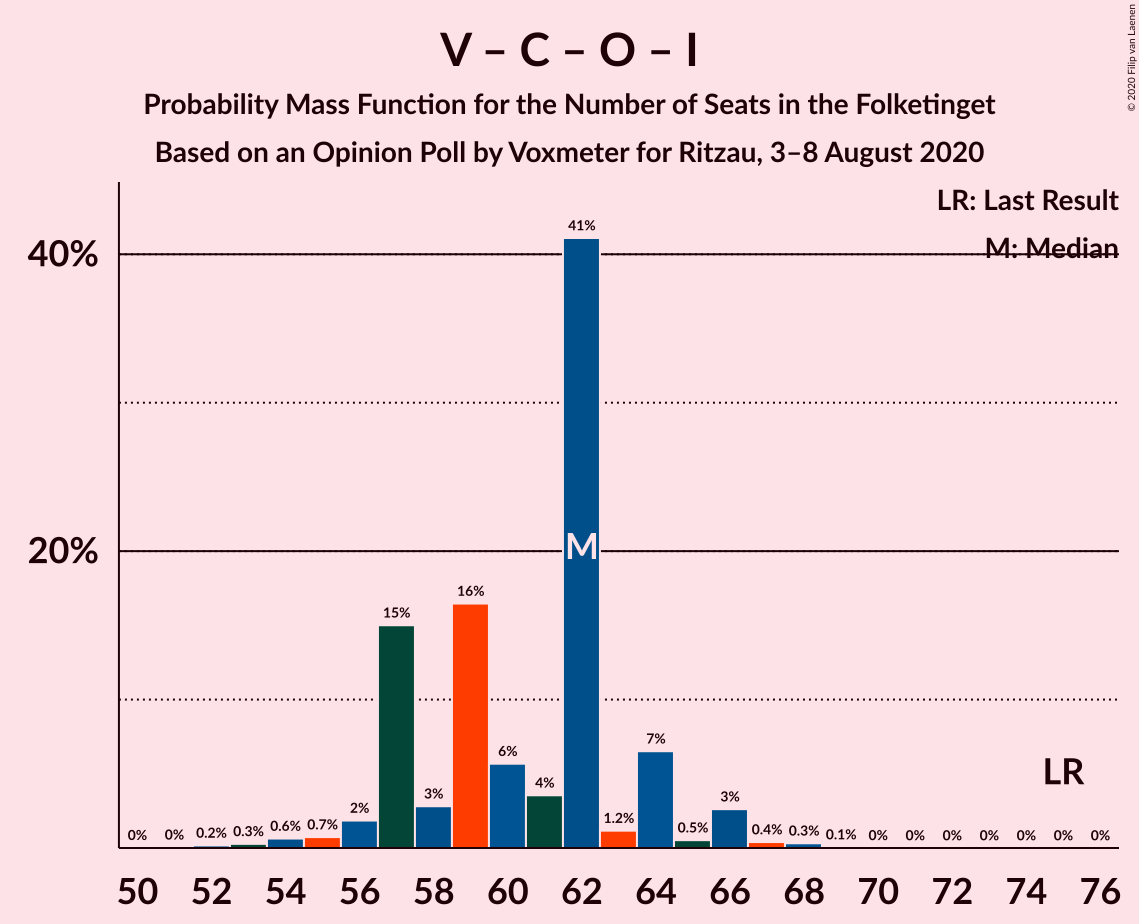 V – C – O – I
Probability Mass Function for the Number of Seats in the Folketinget
Based on an Opinion Poll by Voxmeter for Ritzau, 3–8 August 2020
© 2020 Filip van Laenen
LR: Last Result
M: Median
40%
20%
0% 0% 0.2% 0.3% 0.6% 0.7% 2% 15% 3% 16% 6% 4% 41% 1.2% 7% 0.5% 3% 0.4% 0.3% 0.1% 0% 0% 0% 0% 0% 0% 0%
M
LR
50 52 54 56 58 60 62 64 66 68 70 72 74 76